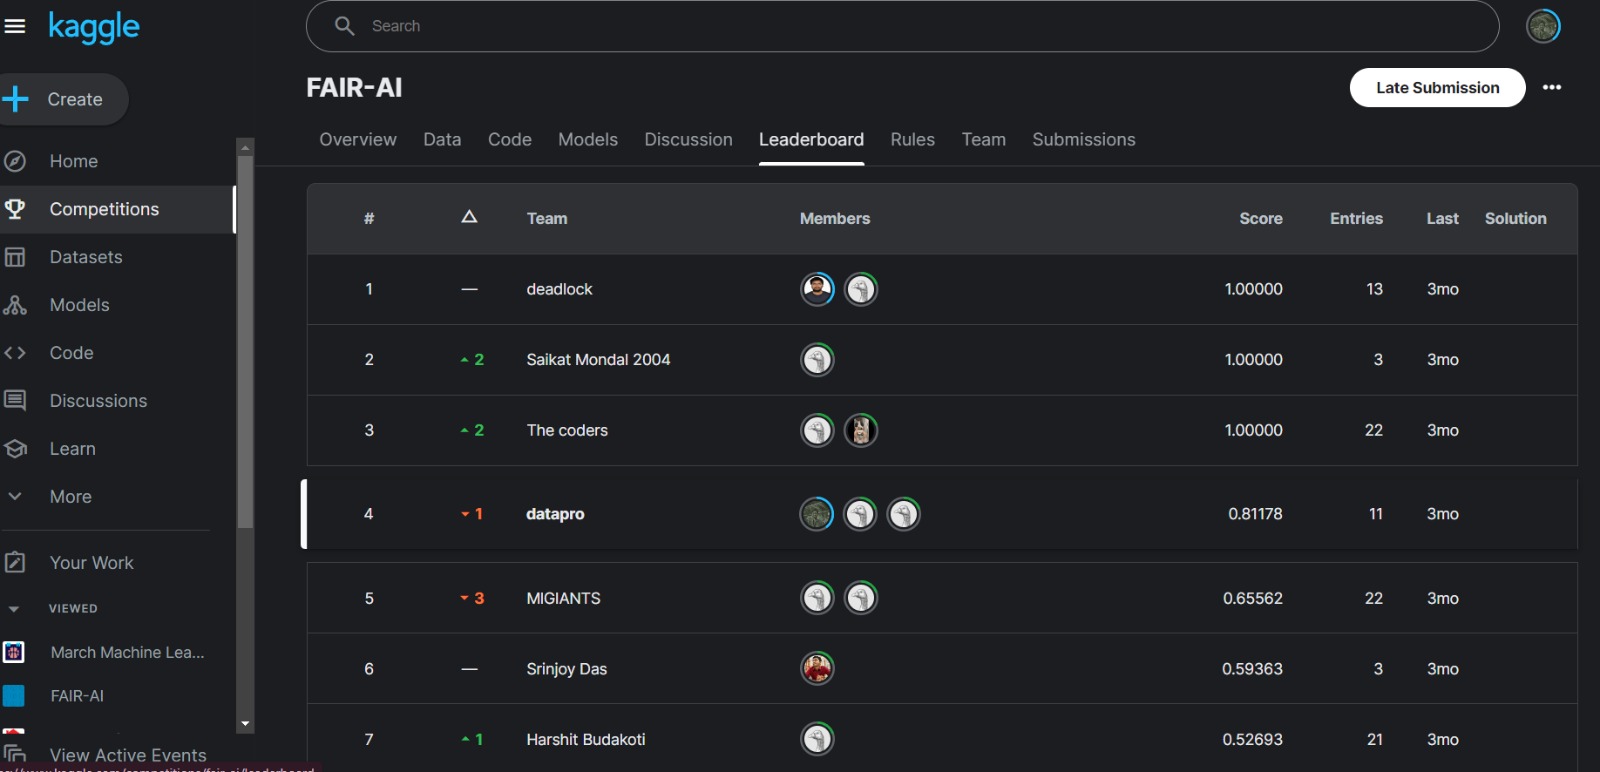 kaggle
Search
Create
FAIR-AI
Late Submission
Overview Data Code Models Discussion Leaderboard Rules Team Submissions
Home
Competitions
Datasets
Models
Code
Discussions
Learn
More
Your Work
VIEWED
March Machine Lea...
FAIR-AI
View Active Events
# Team Members Score Entries Last Solution
1 — deadlock 1.00000 13 3mo
2 2 Saikat Mondal 2004 1.00000 3 3mo
3 2 The coders 1.00000 22 3mo
4 1 datapro 0.81178 11 3mo
5 3 MIGIANTS 0.65562 22 3mo
6 — Srinjoy Das 0.59363 3 3mo
7 1 Harshit Budakoti 0.52693 21 3mo